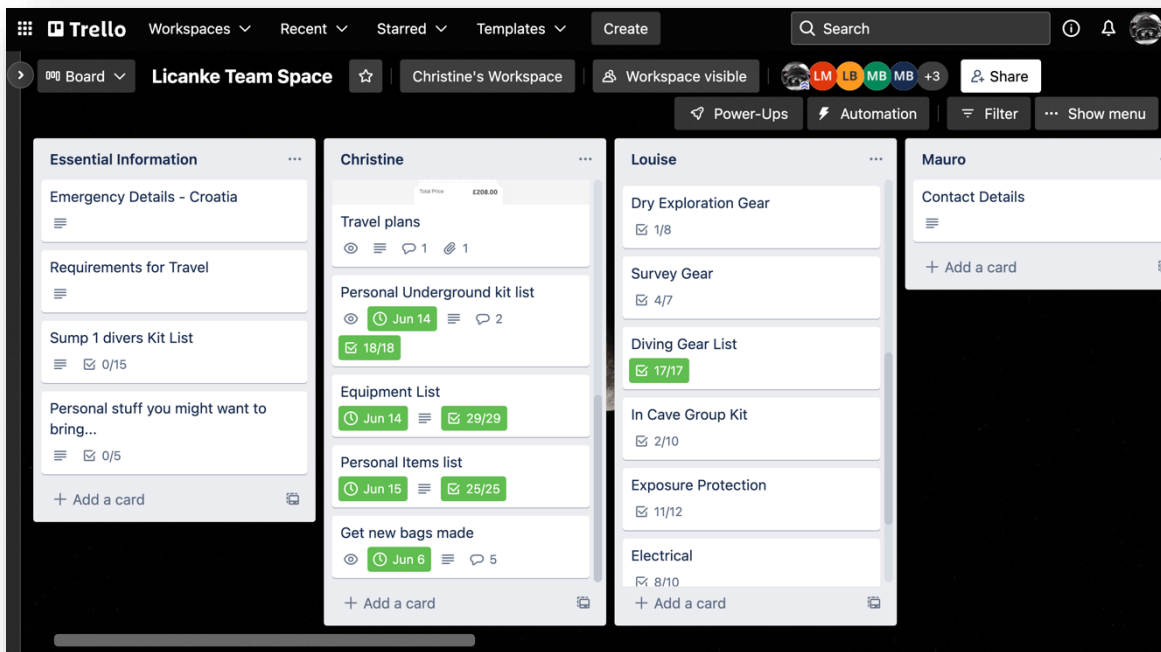 Trello
Workspaces
Recent
Starred
Templates
Create
Search
Board
Licanke Team Space
Christine's Workspace
Workspace visible
LM
LB
MB
MB
+3
Share
Power-Ups
Automation
Filter
Show menu
Essential Information
Emergency Details - Croatia
Requirements for Travel
Sump 1 divers Kit List
0/15
Personal stuff you might want to
bring...
0/5
Add a card
Christine
Total Price £208.00
Travel plans
1 1
Personal Underground kit list
Jun 14 2
18/18
Equipment List
Jun 14 29/29
Personal Items list
Jun 15 25/25
Get new bags made
Jun 6 5
Add a card
Louise
Dry Exploration Gear
1/8
Survey Gear
4/7
Diving Gear List
17/17
In Cave Group Kit
2/10
Exposure Protection
11/12
Electrical
8/10
Add a card
Mauro
Contact Details
Add a card